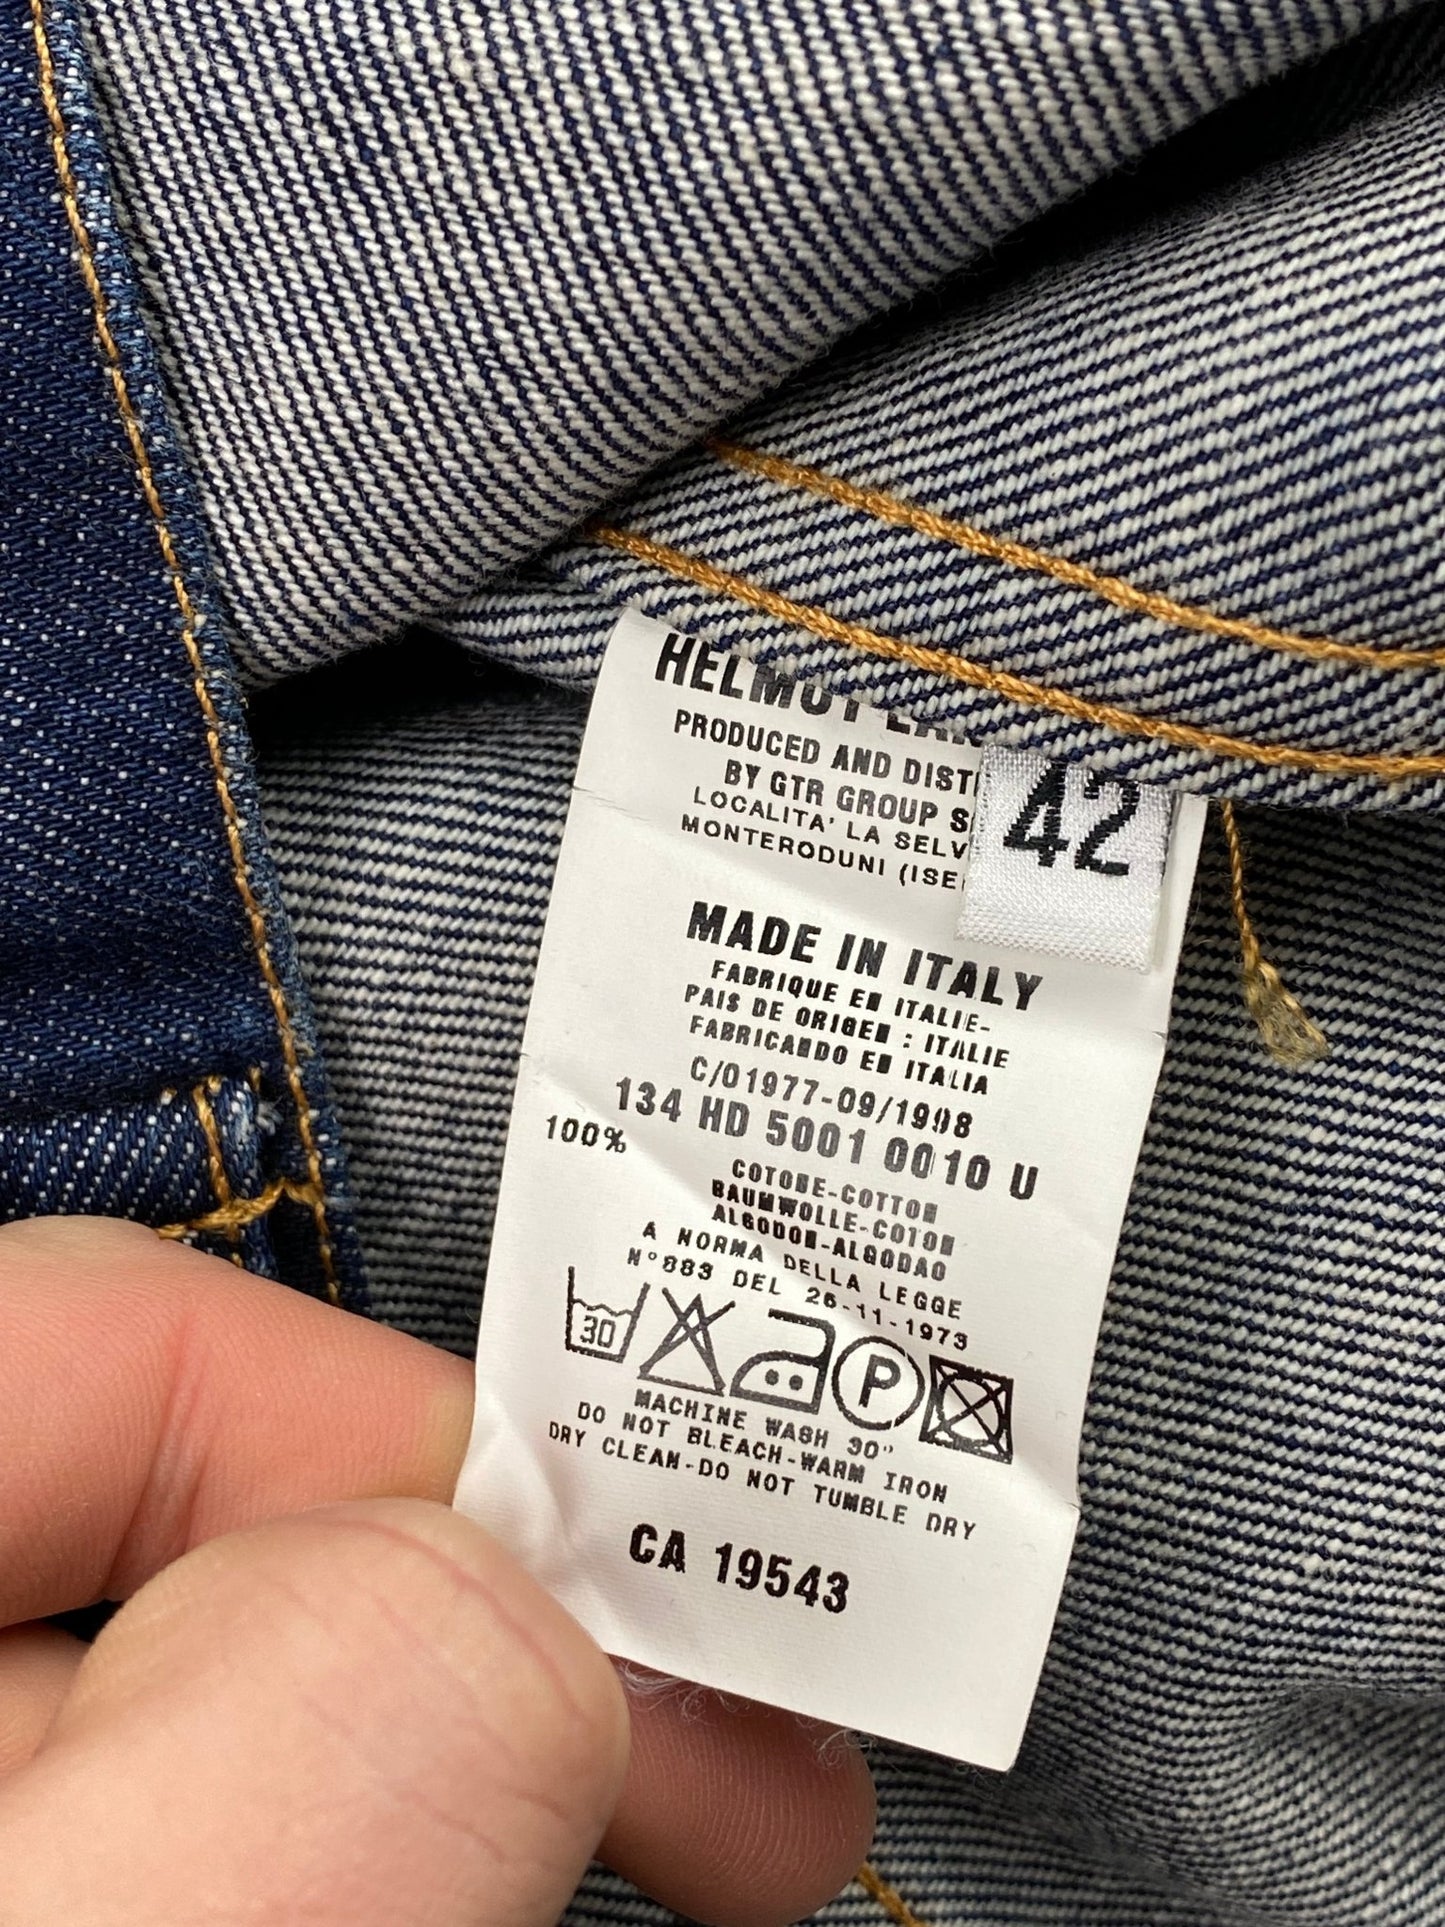 HELMUT LAN
PRODUCED AND DIST
BY GTR GROUP S
LOCALITA' LA SELV
MONTERODUNI (ISE
42
MADE IN ITALY
FABRIQUE EN ITALIE-
PAIS DE ORIGEN : ITALIE
FABRICANDO EN ITALIA
C/01977-09/1998
134 HD 5001 0010 U
100%
COTONE-COTTON
BAUMWOLLE-COTON
ALGODON-ALGODAO
A NORMA DELLA LEGGE
N°883 DEL 26-11-1973
30
P
MACHINE WASH 30°
DO NOT BLEACH-WARM IRON
DRY CLEAN-DO NOT TUMBLE DRY
CA 19543